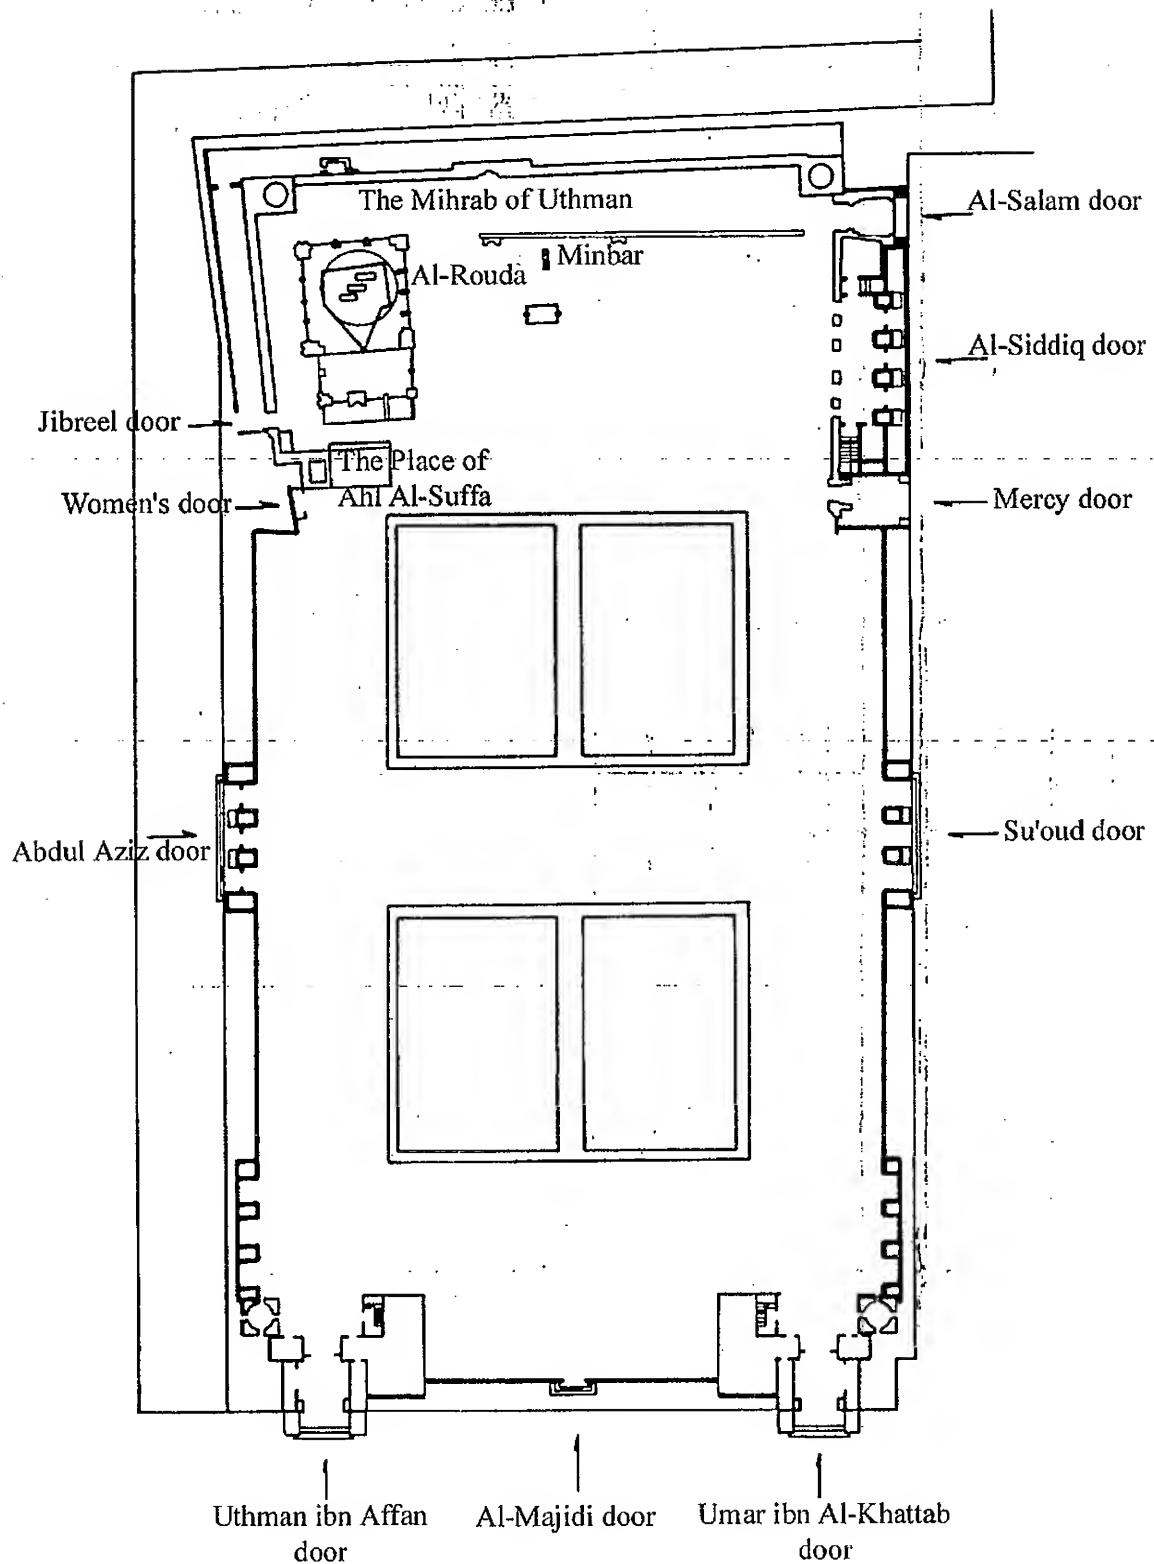 The Mihrab of Uthman
Al-Salam door
Minbar
Al-Rouda
Al-Siddiq door
Jibreel door
The Place of
Ahl Al-Suffa
Women's door
Mercy door
Abdul Aziz door
Su'oud door
Uthman ibn Affan
door
Al-Majidi door
Umar ibn Al-Khattab
door